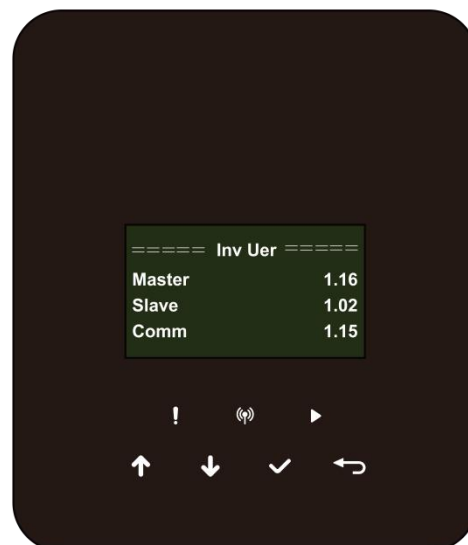 ===== Inv Uer =====
Master 1.16
Slave 1.02
Comm 1.15
!